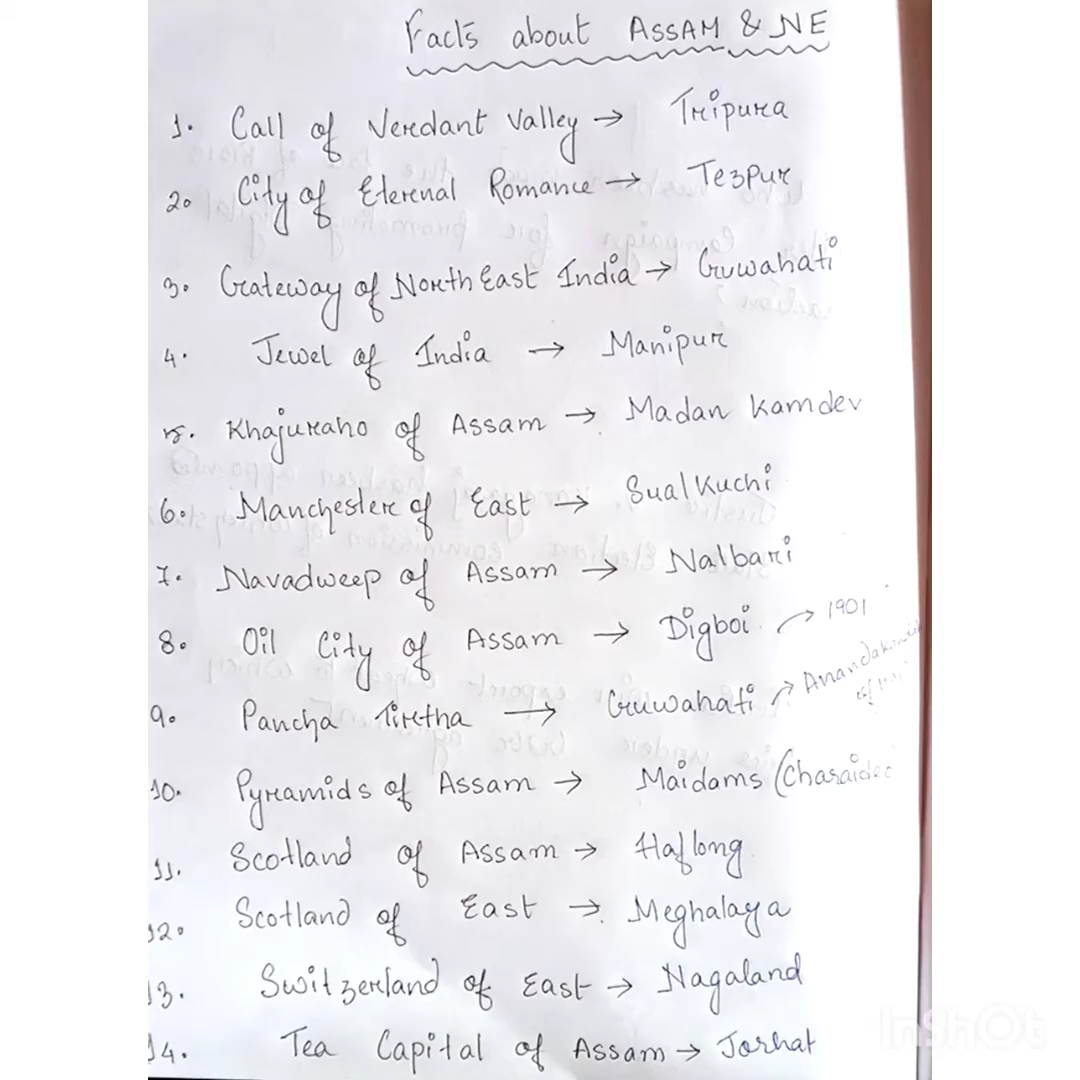 Facts about ASSAM & NE
1. Call of Verdant Valley → Tripura
2. City of Eternal Romance → Tezpur
3. Gateway of North East India → Guwahati
4. Jewel of India → Manipur
5. Khajuraho of Assam → Madan Kamdev
6. Manchester of East → Sualkuchi
7. Navadweep of Assam → Nalbari
8. Oil City of Assam → Digboi → 1901
9. Pancha Tirtha → Guwahati →
10. Pyramids of Assam → Maidams (
11. Scotland of Assam → Haflong
12. Scotland of East → Meghalaya
13. Switzerland of East → Nagaland
14. Tea Capital of Assam → Jorhat
InShOt